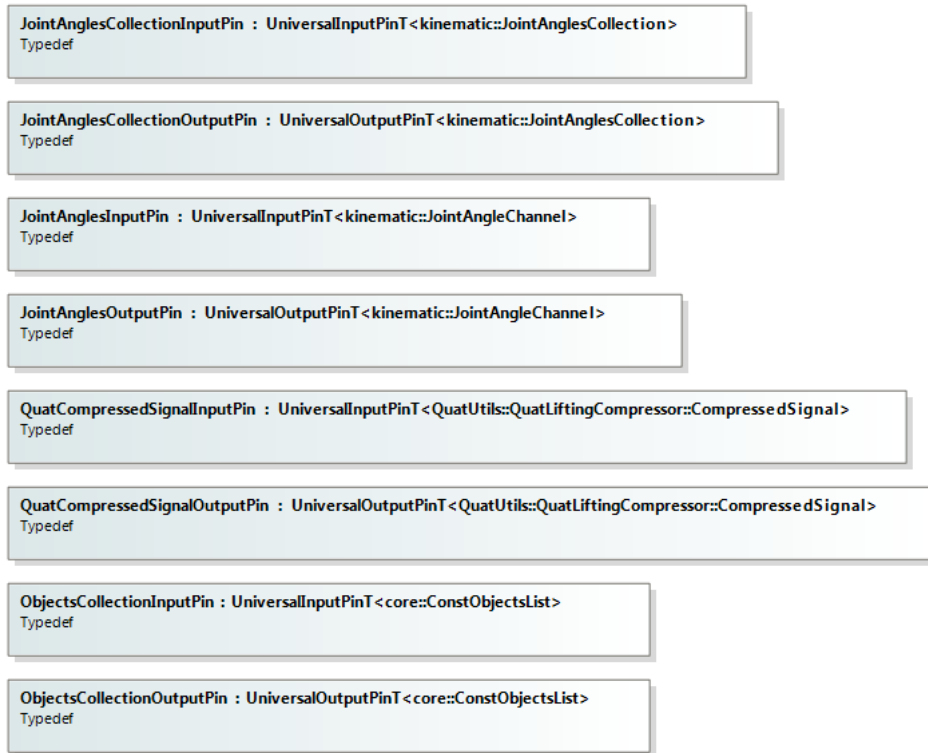 JointAnglesCollectionInputPin : UniversalInputPinT<kinematic::JointAnglesCollection>
Typedef
JointAnglesCollectionOutputPin : UniversalOutputPinT<kinematic::JointAnglesCollection>
Typedef
JointAnglesInputPin : UniversalInputPinT<kinematic::JointAngleChannel>
Typedef
JointAnglesOutputPin : UniversalOutputPinT<kinematic::JointAngleChannel>
Typedef
QuatCompressedSignalInputPin : UniversalInputPinT<QuatUtils::QuatLiftingCompressor::CompressedSignal>
Typedef
QuatCompressedSignalOutputPin : UniversalOutputPinT<QuatUtils::QuatLiftingCompressor::CompressedSignal>
Typedef
ObjectsCollectionInputPin : UniversalInputPinT<core::ConstObjectsList>
Typedef
ObjectsCollectionOutputPin : UniversalOutputPinT<core::ConstObjectsList>
Typedef